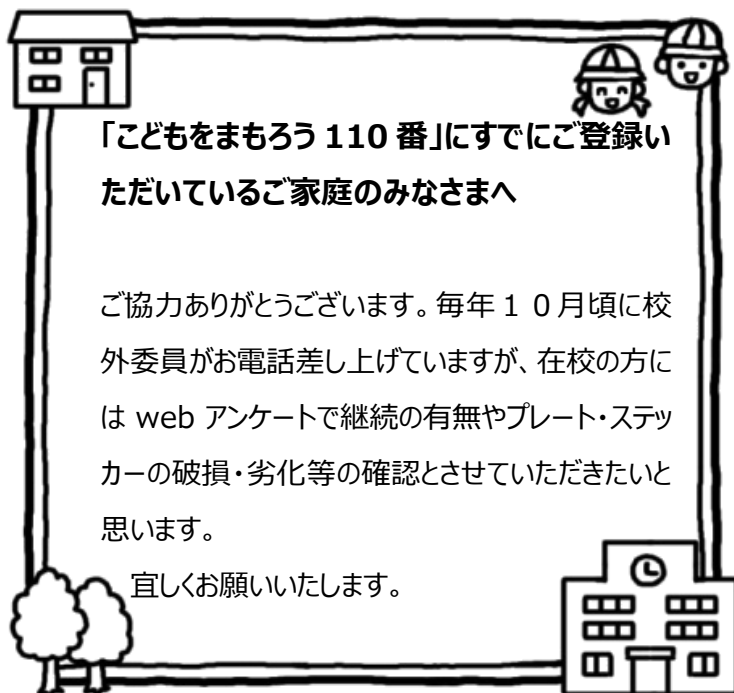 「こどもをまもろう 110 番」にすでにご登録い
ただいているご家庭のみなさまへ
ご協力ありがとうございます。毎年１０月頃に校
外委員がお電話差し上げていますが、在校の方に
は web アンケートで継続の有無やプレート・ステッ
カーの破損・劣化等の確認とさせていただきたいと
思います。
宜しくお願いいたします。